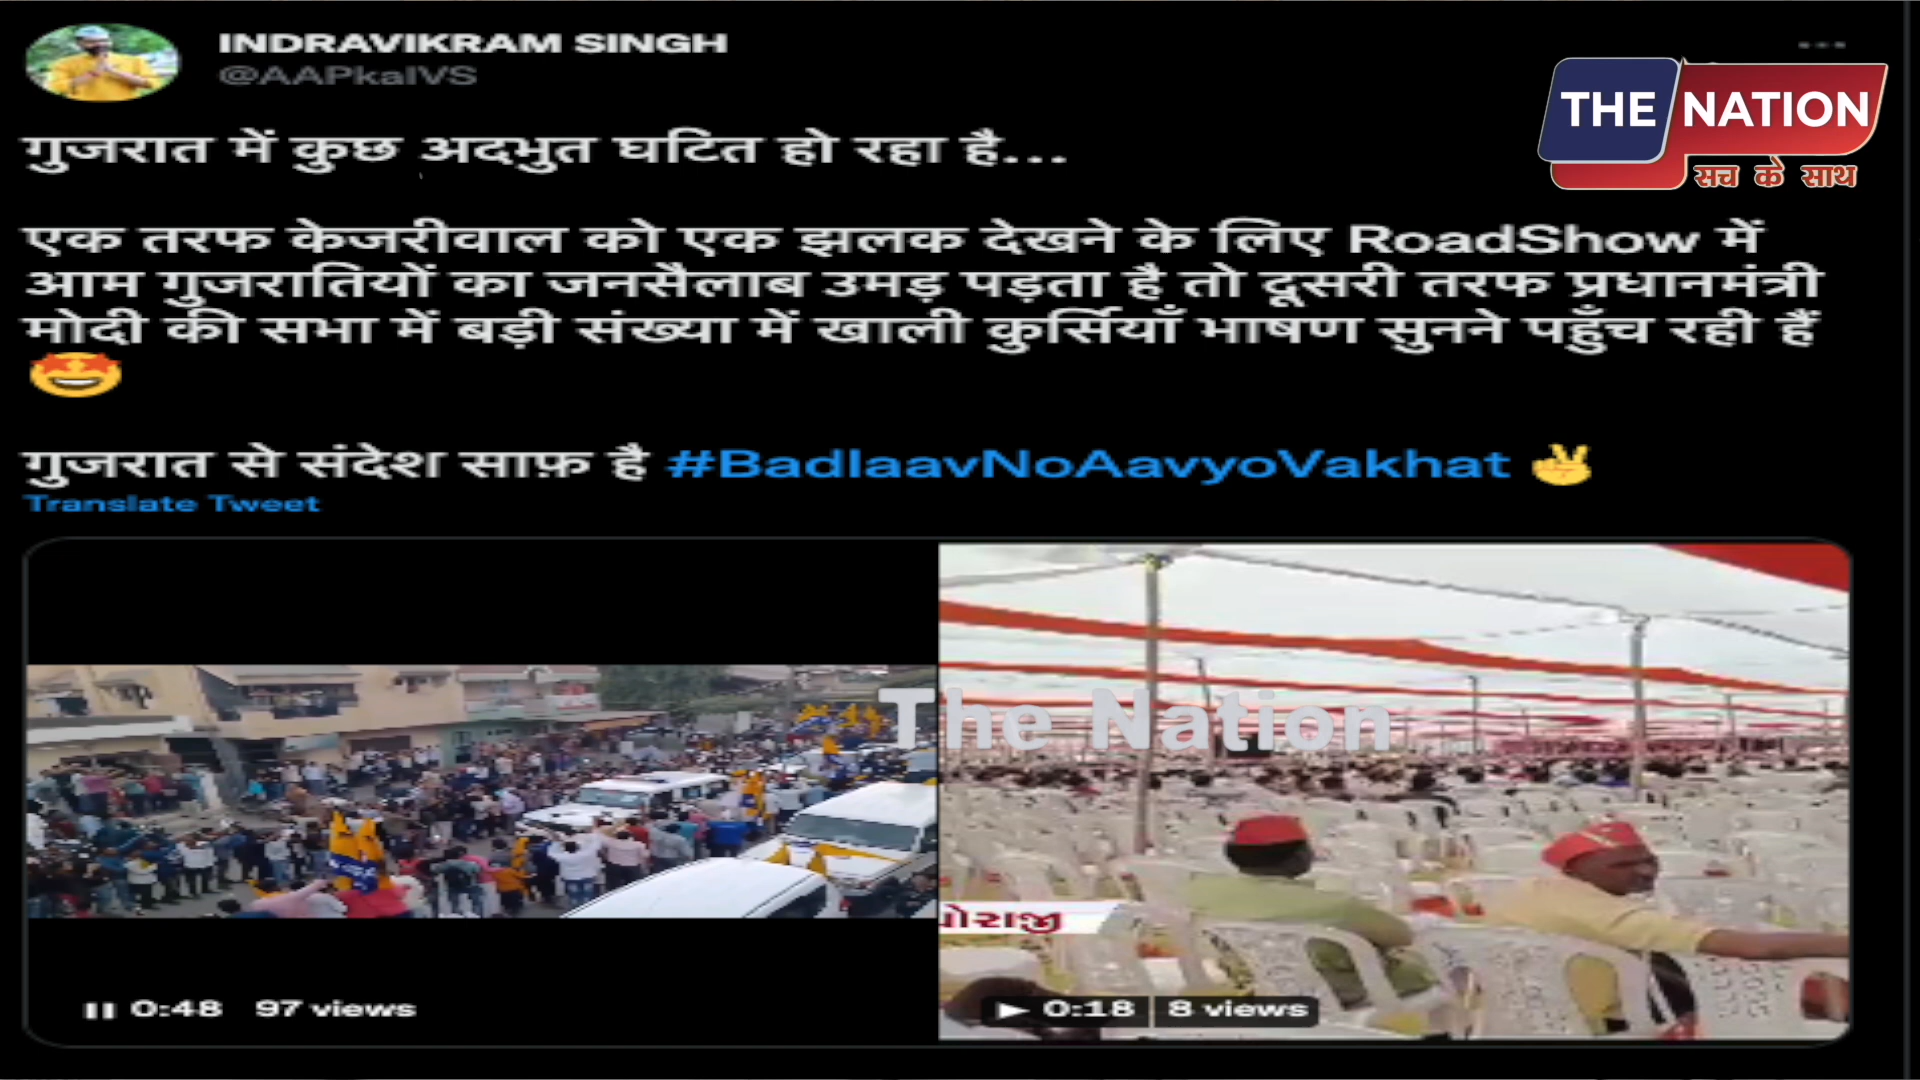 INDRAVIKRAM SINGH
@AAPkaIVS
THE NATION
सच के साथ
गुजरात में कुछ अदभुत घटित हो रहा है...
एक तरफ केजरीवाल को एक झलक देखने के लिए RoadShow में
आम गुजरातियों का जनसैलाब उमड़ पड़ता है तो दूसरी तरफ प्रधानमंत्री
मोदी की सभा में बड़ी संख्या में खाली कुर्सियाँ भाषण सुनने पहुँच रही हैं
🤩
गुजरात से संदेश साफ़ है #BadlaavNoAavyoVakhat ✌️
Translate Tweet
The Nation
ધોરાજી
0:48 97 views
0:18 8 views